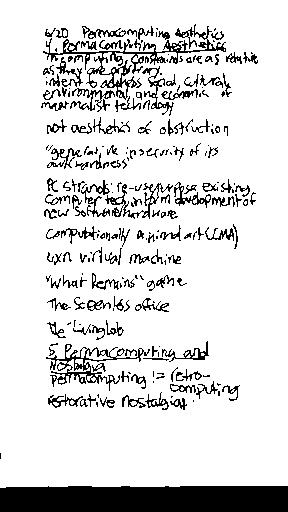 6/20 Permacomputing Aesthetics
4. Permacomputing Aesthetics
in computing, constraints are as relative
as they are arbitrary.
intent to address social, cultural,
environmental, and economic of
maximalist technology
not aesthetics of obstruction
"generative insecurity of its
awkwardness"
PC strands: re-use/purpose existing
computer tech, inform development of
new software/hardware
Computationally minimal art (CMA)
uxn virtual machine
"What Remains" game
The Screenless office
The Living Lab
5. Permacomputing and
Nostalgia
permacomputing != retro-
computing
restorative nostalgia